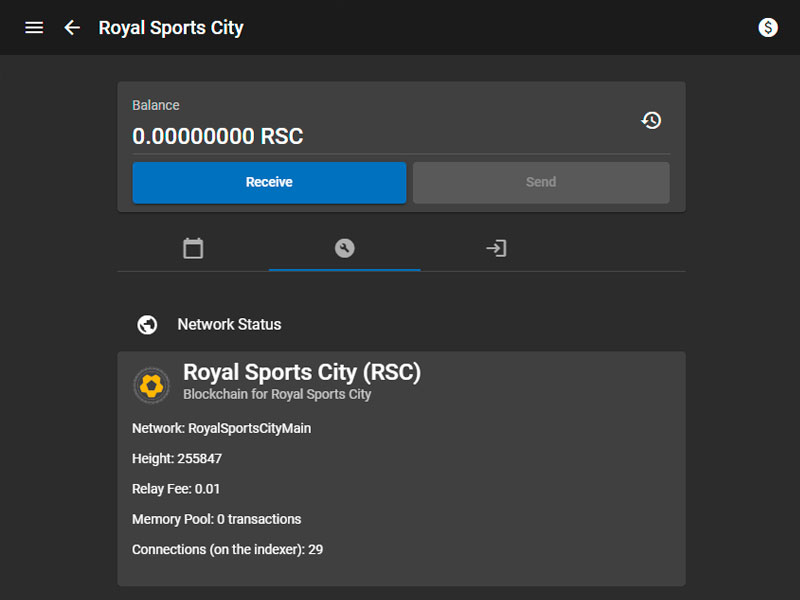 Royal Sports City
$
Balance
0.00000000 RSC
Receive
Send
Network Status
Royal Sports City (RSC)
Blockchain for Royal Sports City
Network: RoyalSportsCityMain
Height: 255847
Relay Fee: 0.01
Memory Pool: 0 transactions
Connections (on the indexer): 29